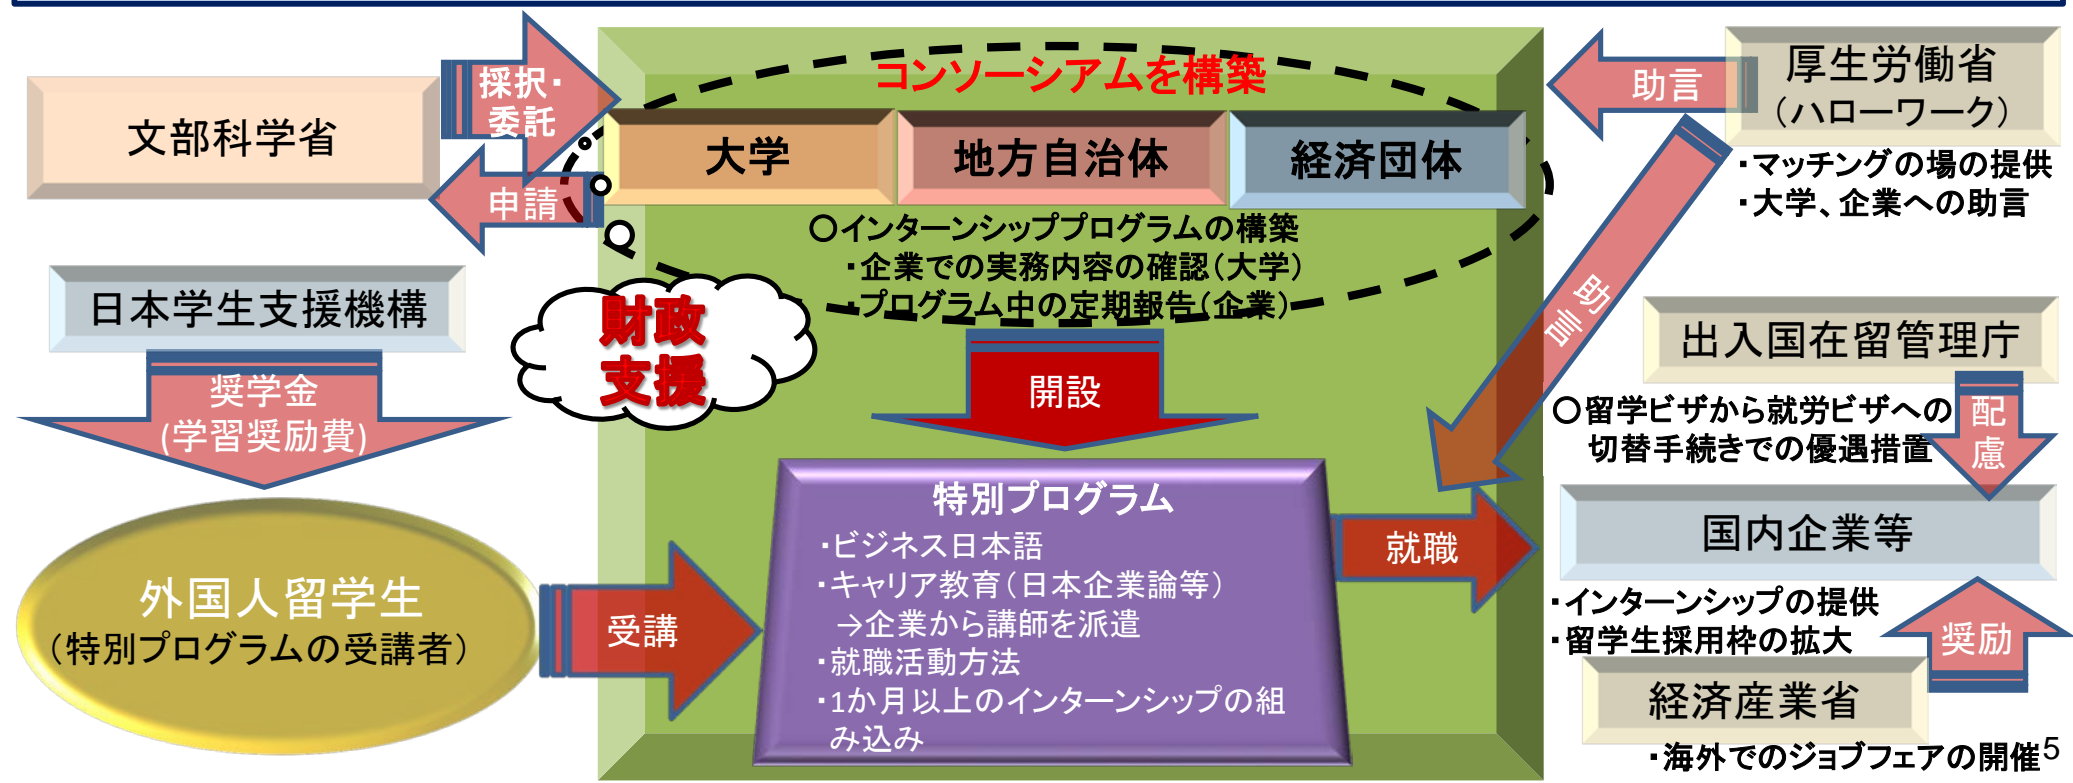 コンソーシアムを構築
文部科学省
採択・
委託
申請
大学
地方自治体
経済団体
○インターンシッププログラムの構築
・企業での実務内容の確認(大学)
・プログラム中の定期報告(企業)
財政
支援
開設
日本学生支援機構
奨学金
(学習奨励費)
外国人留学生
(特別プログラムの受講者)
受講
特別プログラム
・ビジネス日本語
・キャリア教育(日本企業論等)
→企業から講師を派遣
・就職活動方法
・1か月以上のインターンシップの組
み込み
就職
助言
厚生労働省
(ハローワーク)
・マッチングの場の提供
・大学、企業への助言
助言
出入国在留管理庁
○留学ビザから就労ビザへの
切替手続きでの優遇措置
配
慮
国内企業等
・インターンシップの提供
・留学生採用枠の拡大
奨励
経済産業省
・海外でのジョブフェアの開催
5